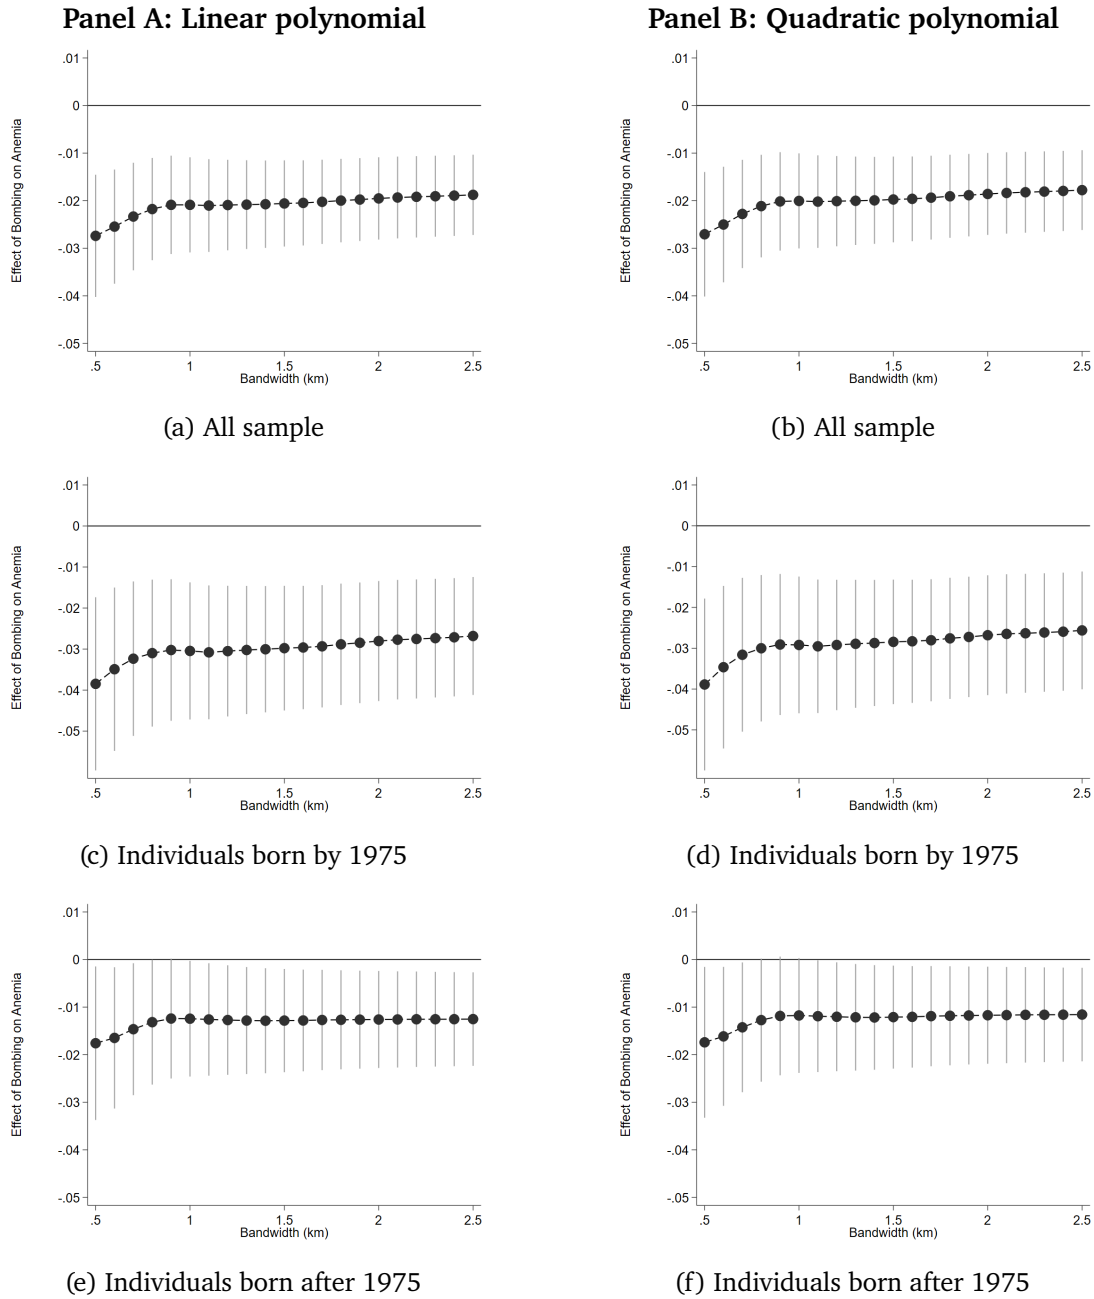 Panel A: Linear polynomial
Panel B: Quadratic polynomial
.01
0
-.01
-.02
-.03
-.04
-.05
Effect of Bombing on Anemia
.5 1 1.5 2 2.5
Bandwidth (km)
(a) All sample
.01
0
-.01
-.02
-.03
-.04
-.05
Effect of Bombing on Anemia
.5 1 1.5 2 2.5
Bandwidth (km)
(b) All sample
.01
0
-.01
-.02
-.03
-.04
-.05
Effect of Bombing on Anemia
.5 1 1.5 2 2.5
Bandwidth (km)
(c) Individuals born by 1975
.01
0
-.01
-.02
-.03
-.04
-.05
Effect of Bombing on Anemia
.5 1 1.5 2 2.5
Bandwidth (km)
(d) Individuals born by 1975
.01
0
-.01
-.02
-.03
-.04
-.05
Effect of Bombing on Anemia
.5 1 1.5 2 2.5
Bandwidth (km)
(e) Individuals born after 1975
.01
0
-.01
-.02
-.03
-.04
-.05
Effect of Bombing on Anemia
.5 1 1.5 2 2.5
Bandwidth (km)
(f) Individuals born after 1975